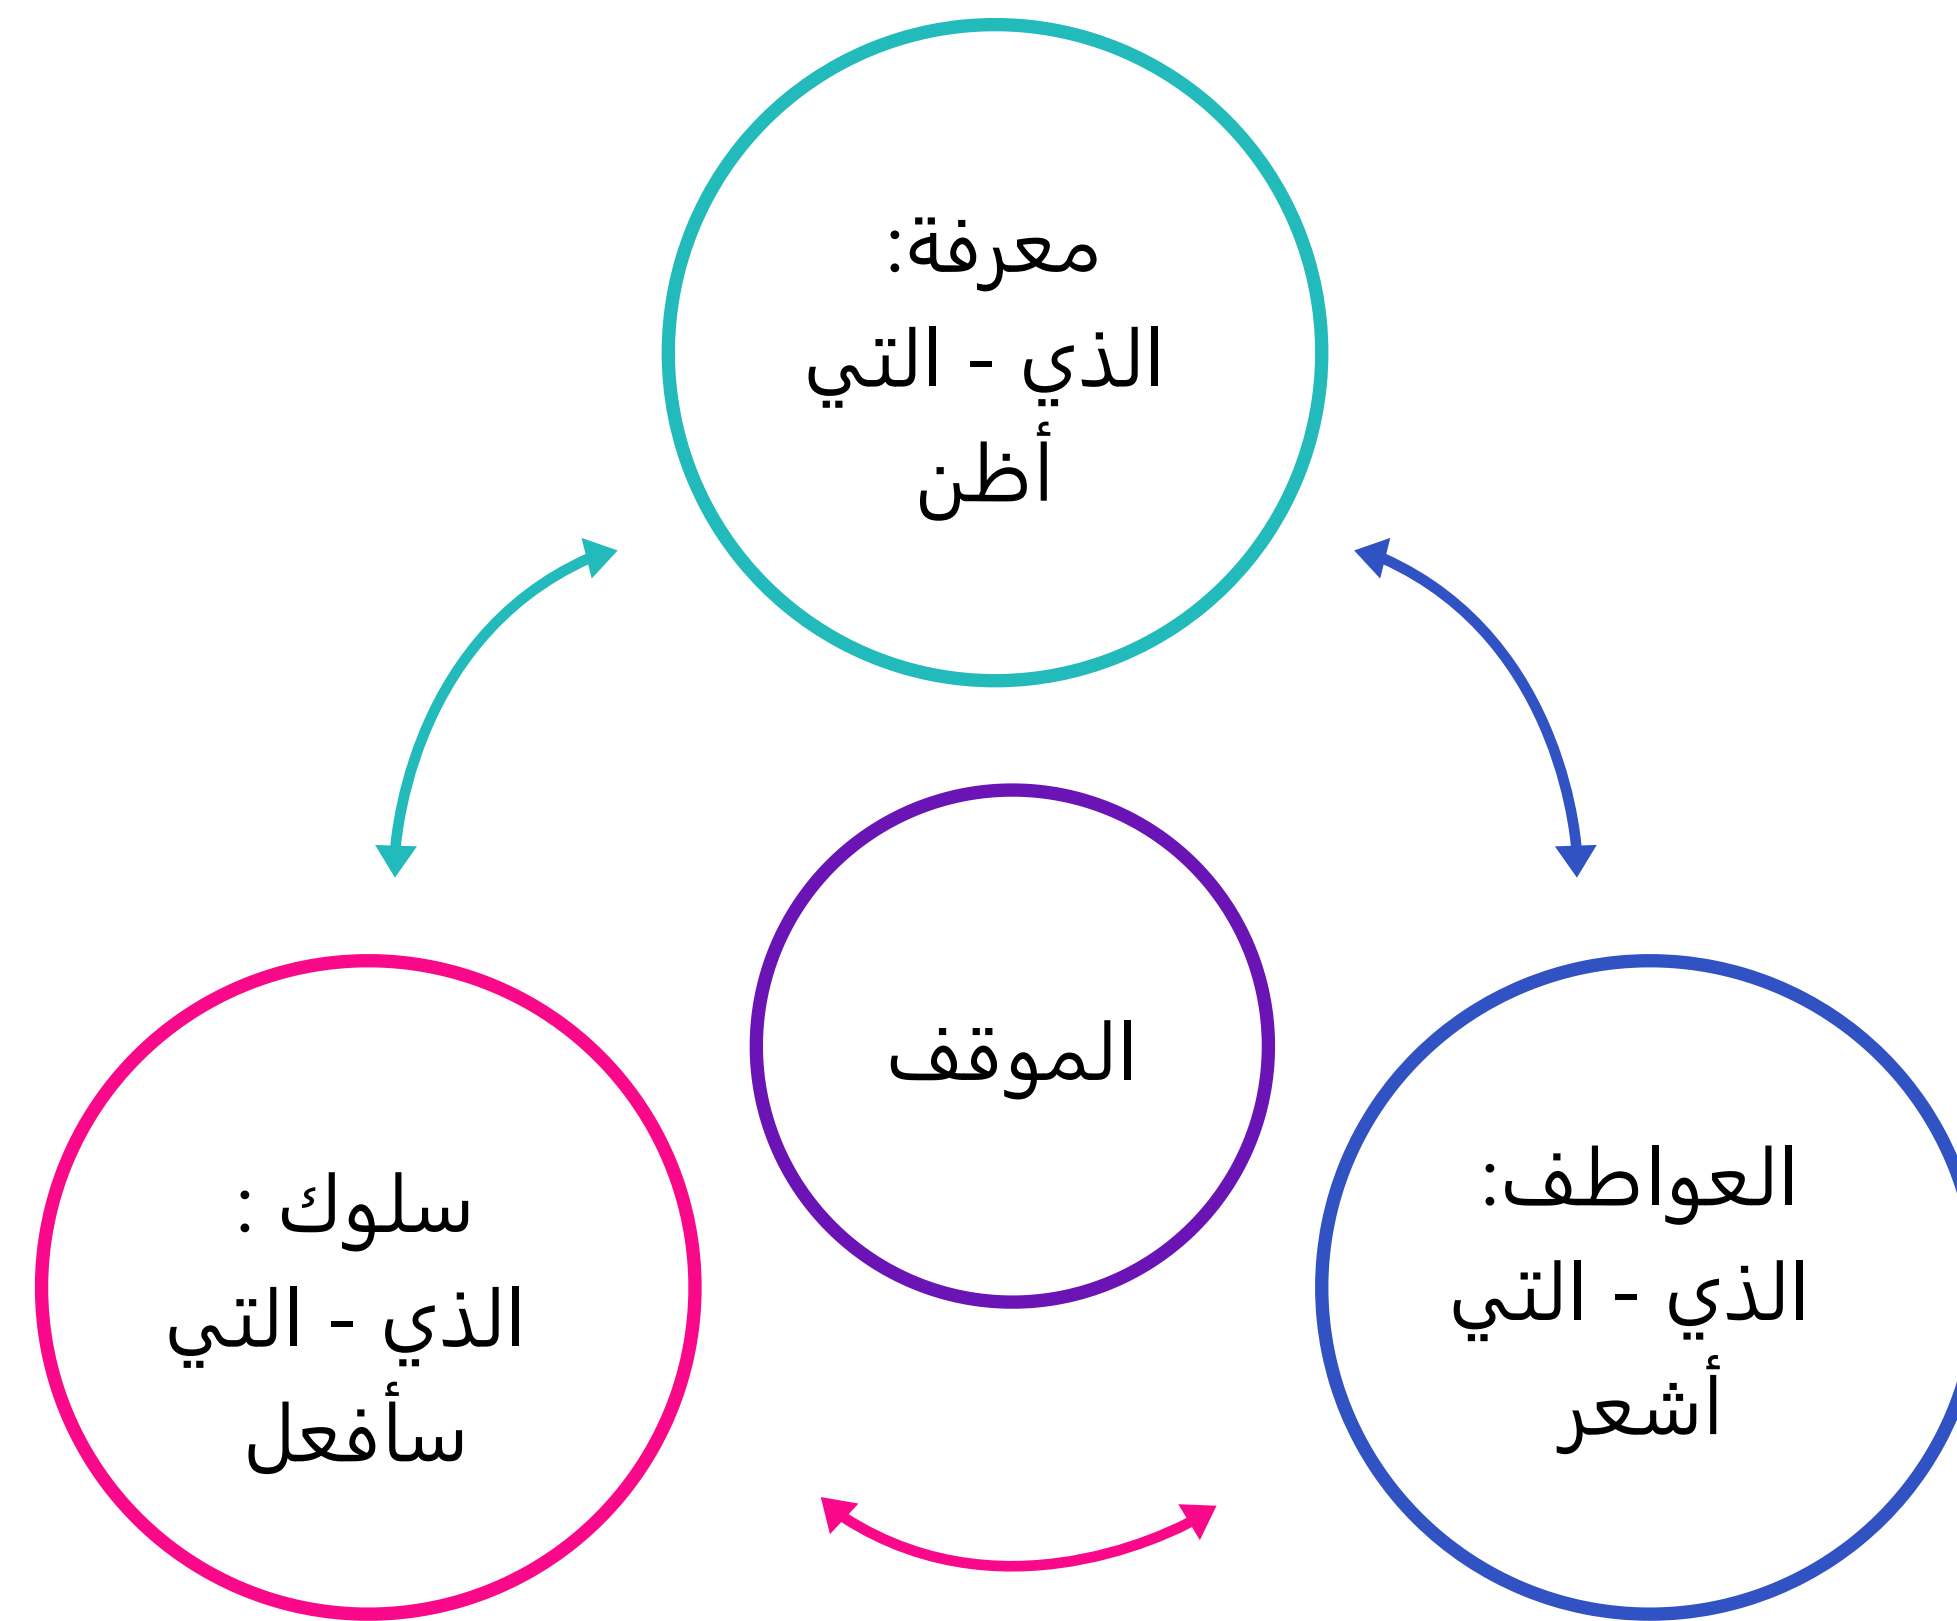 معرفة:
الذي - التي
أظن
الموقف
العواطف:
الذي - التي
أشعر
سلوك :
الذي - التي
سأفعل